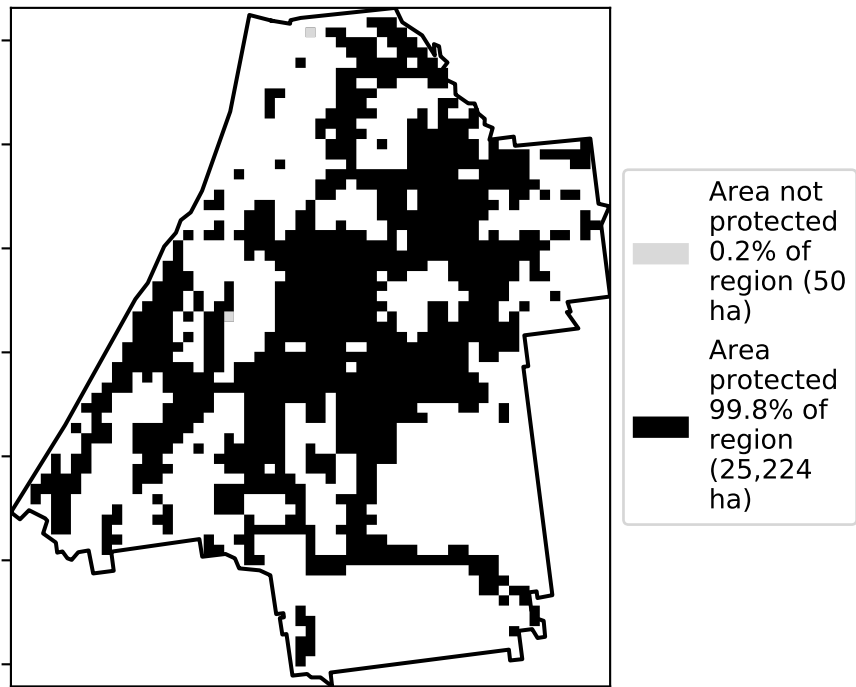 Area not
protected
0.2% of
region (50
ha)
Area
protected
99.8% of
region
(25,224
ha)